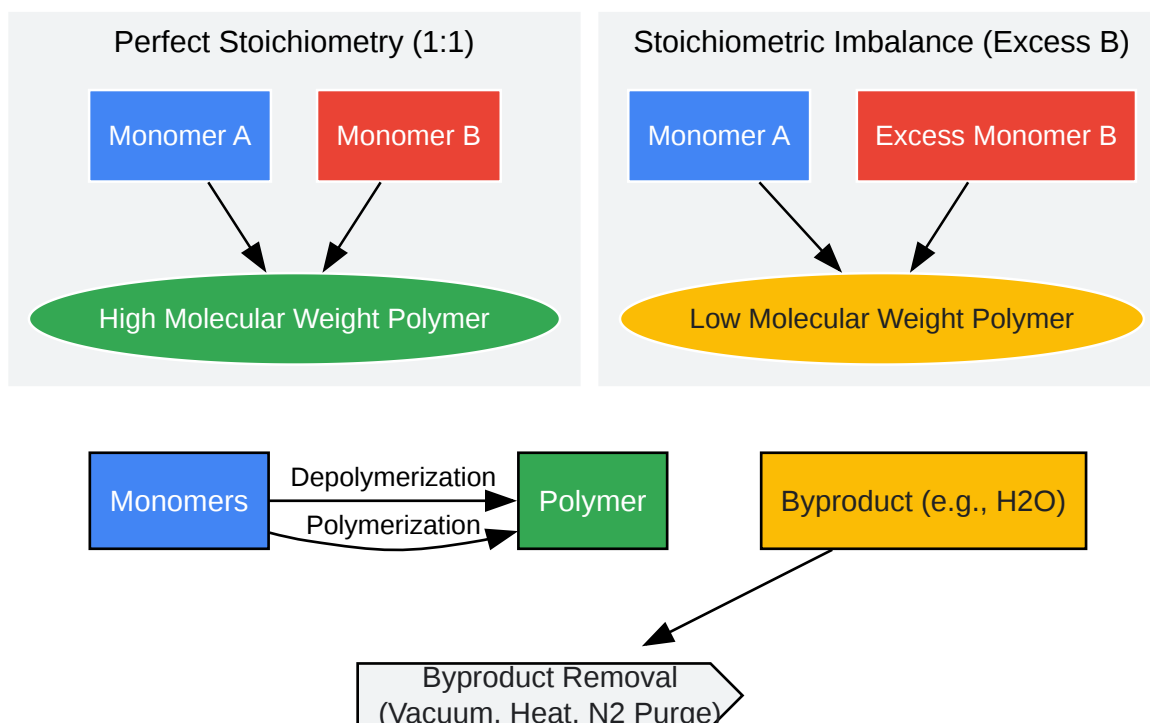 Perfect Stoichiometry (1:1)
Stoichiometric Imbalance (Excess B)
Monomer A
Monomer B
Monomer A
Excess Monomer B
High Molecular Weight Polymer
Low Molecular Weight Polymer
Monomers
Depolymerization
Polymerization
Polymer
Byproduct (e.g., H2O)
Byproduct Removal
(Vacuum, Heat, N2 Purge)